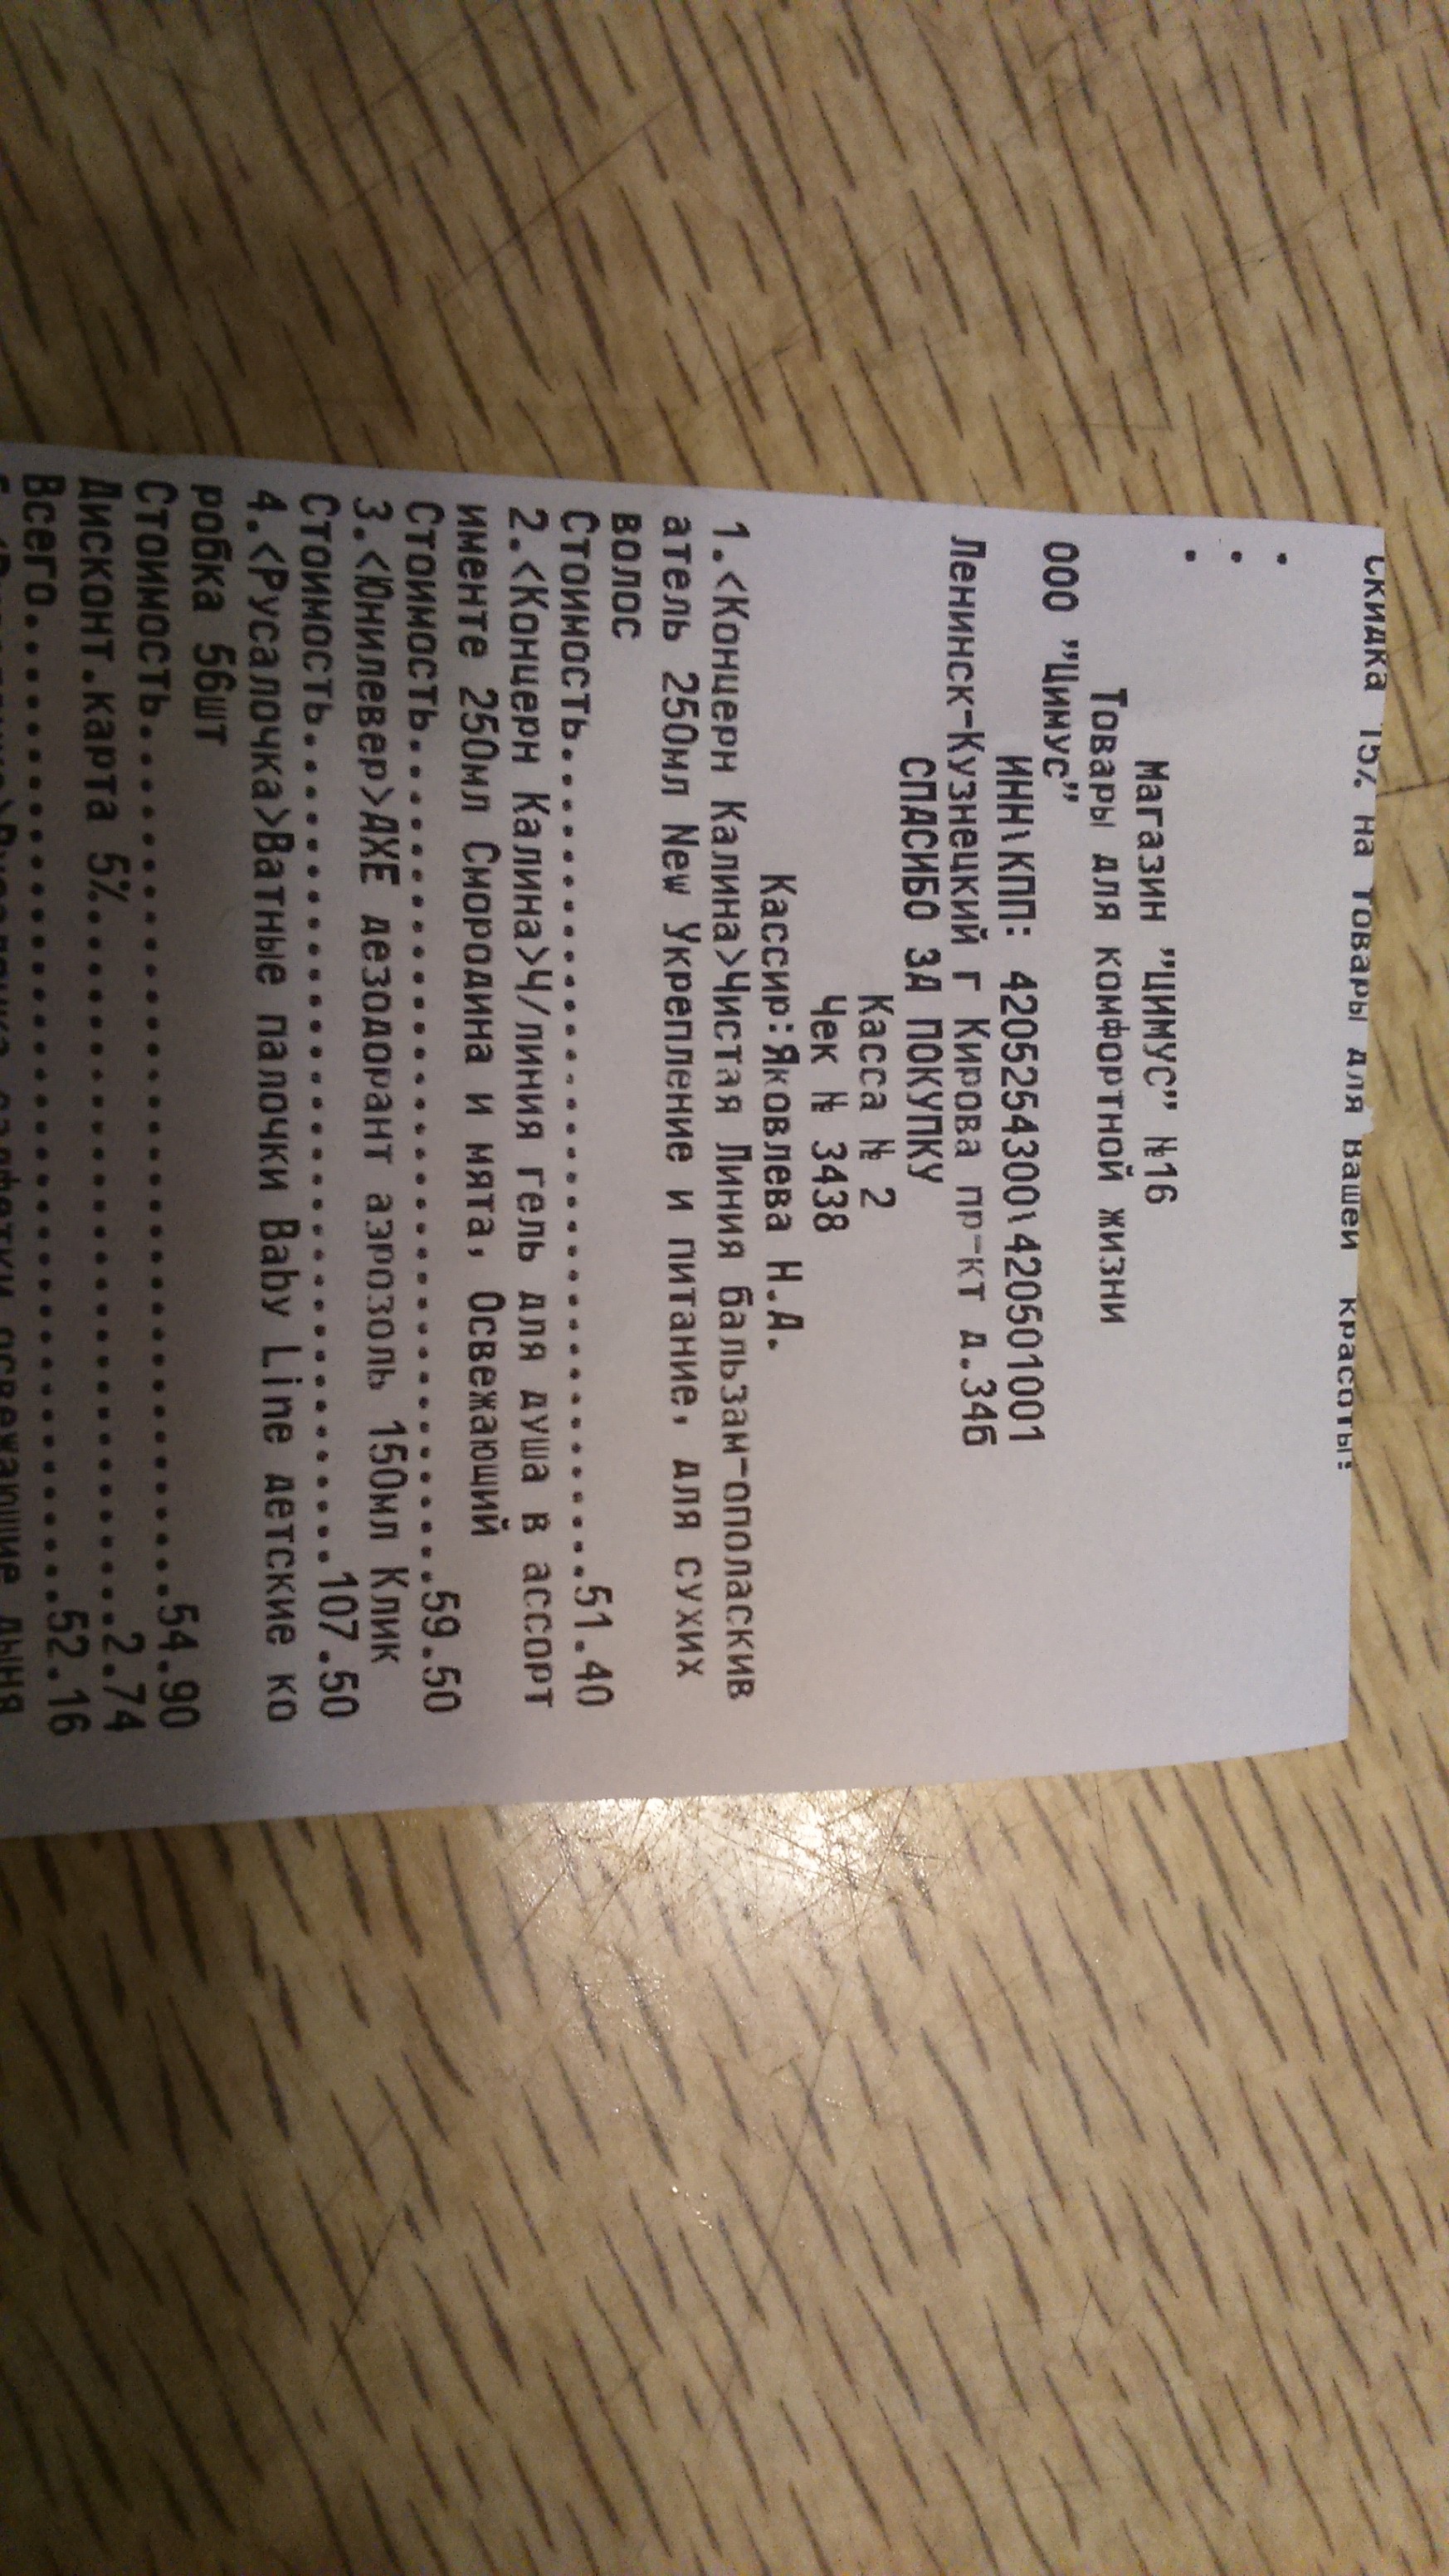 Скидка 15% на товары для вашей красоты!
.
.
.
Магазин "ЦИМУС" №16
Товары для комфортной жизни
ООО "Цимус"
ИНН\КПП: 4205254300\420501001
Ленинск-Кузнецкий г Кирова пр-кт д.34б
СПАСИБО ЗА ПОКУПКУ
Касса № 2
Чек № 3438
Кассир:Яковлева Н.А.
1.<Концерн Калина>Чистая Линия бальзам-ополаскив
атель 250мл New Укрепление и питание, для сухих
волос
Стоимость................................51.40
2.<Концерн Калина>Ч/линия гель для душа в ассорт
именте 250мл Смородина и мята, Освежающий
Стоимость................................59.50
3.<Юнилевер>АХЕ дезодорант аэрозоль 150мл Клик
Стоимость................................107.50
4.<Русалочка>Ватные палочки Baby Line детские ко
робка 56шт
Стоимость................................54.90
Дисконт.карта 5%..........................2.74
Всего....................................52.16
салфетки освежающие дыня